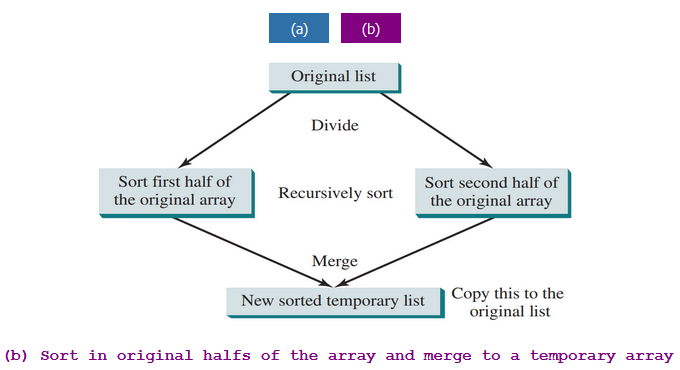 (a) (b)
Original list
Divide
Sort first half of
the original array
Recursively sort
Sort second half of
the original array
Merge
New sorted temporary list
Copy this to the
original list
(b) Sort in original halfs of the array and merge to a temporary array